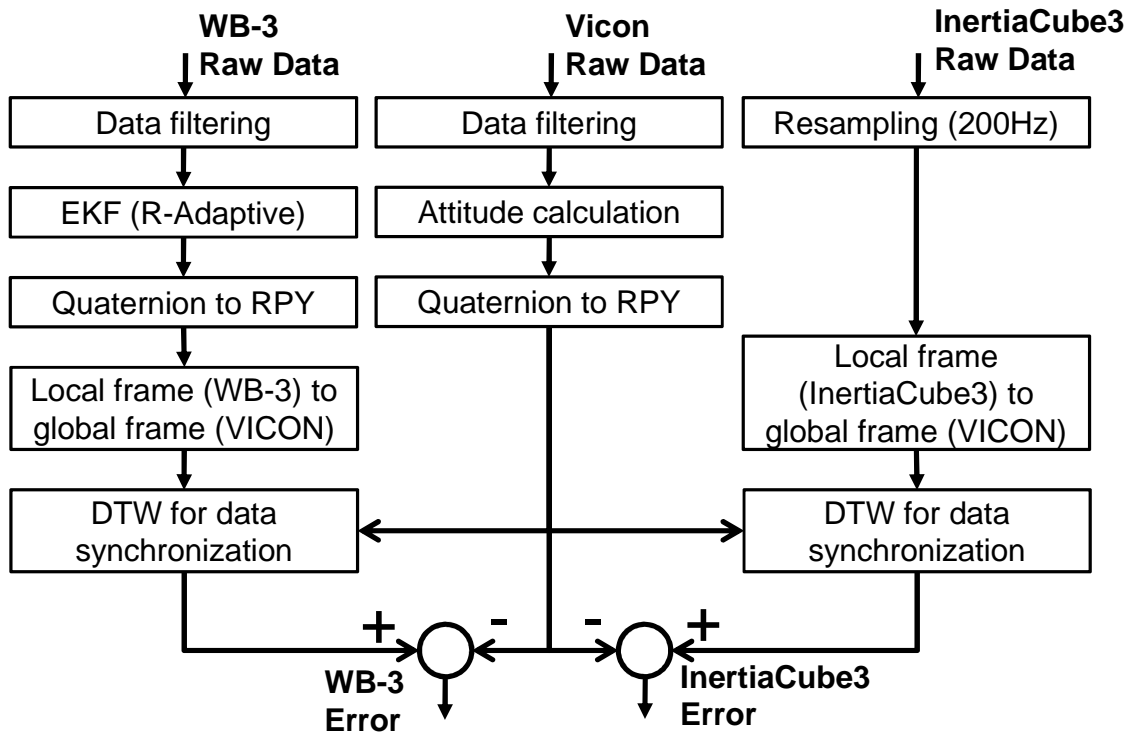 WB-3
Raw Data
Vicon
Raw Data
InertiaCube3
Raw Data
Data filtering
Data filtering
Resampling (200Hz)
EKF (R-Adaptive)
Attitude calculation
Quaternion to RPY
Quaternion to RPY
Local frame (WB-3) to
global frame (VICON)
Local frame
(InertiaCube3) to
global frame (VICON)
DTW for data
synchronization
DTW for data
synchronization
+ - - +
WB-3
Error
InertiaCube3
Error